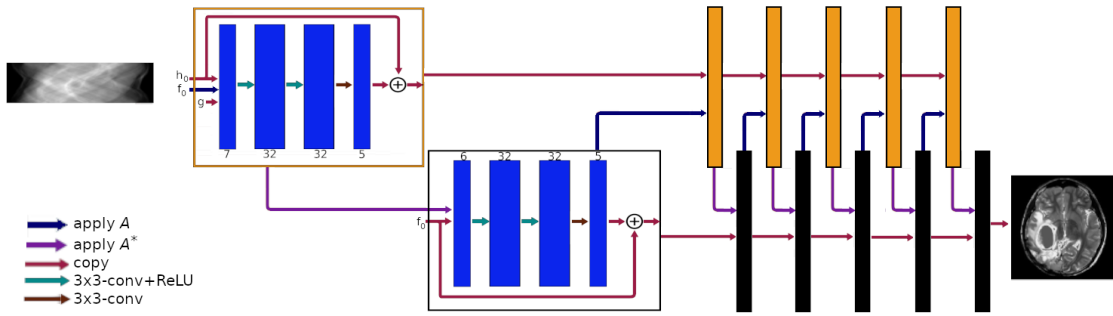 h0
f0
g
7 32 32 5
6 32 32 5
f0
apply A
apply A*
copy
3x3-conv+ReLU
3x3-conv